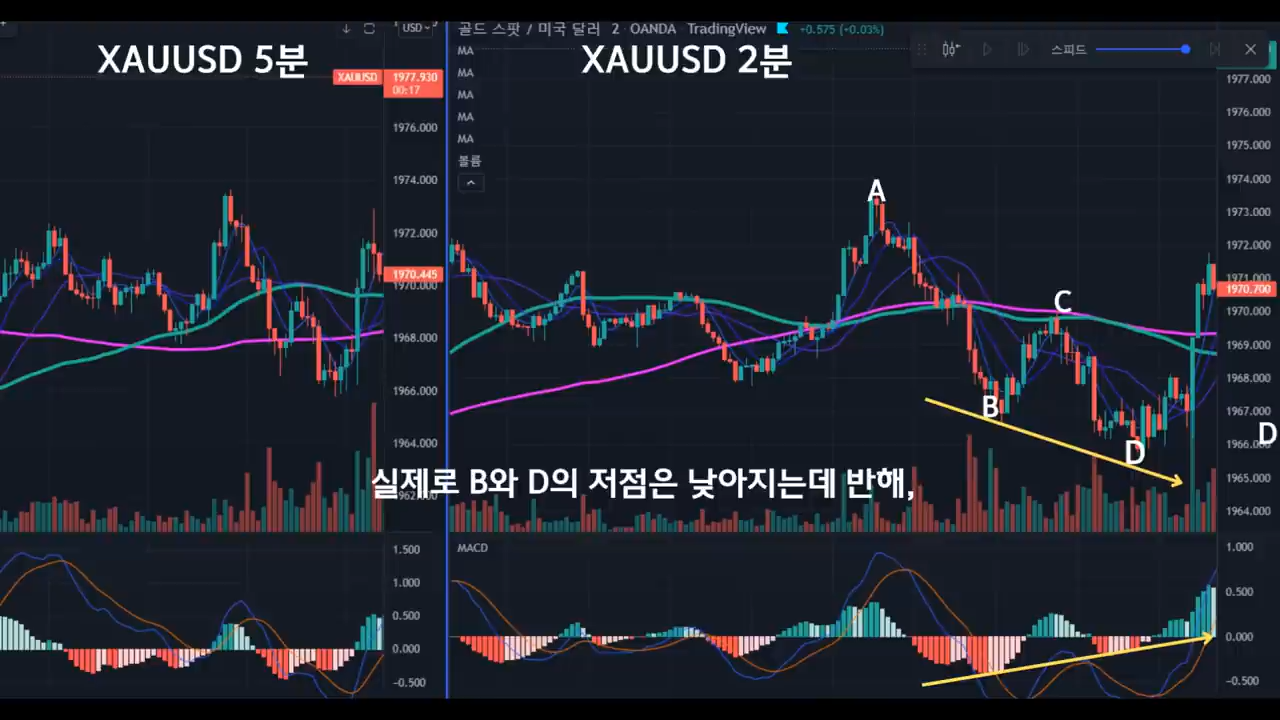 USD
XAUUSD 5분
XAUUSD
1977.930
00:17
1976.000
1974.000
1972.000
1970.445
1970.000
1968.000
1966.000
1964.000
1.500
1.000
0.500
0.000
−0.500
골드 스팟 / 미국 달러 2 · OANDA TradingView +0.575 (+0.03%)
XAUUSD 2분
스피드
MA
MA
MA
MA
MA
볼륨
A
B
C
D
D
1977.000
1976.000
1975.000
1974.000
1973.000
1972.000
1971.000
1970.700
1970.000
1969.000
1968.000
1967.000
1966.000
1965.000
1964.000
실제로 B와 D의 저점은 낮아지는데 반해,
MACD
1.000
0.500
0.000
−0.500